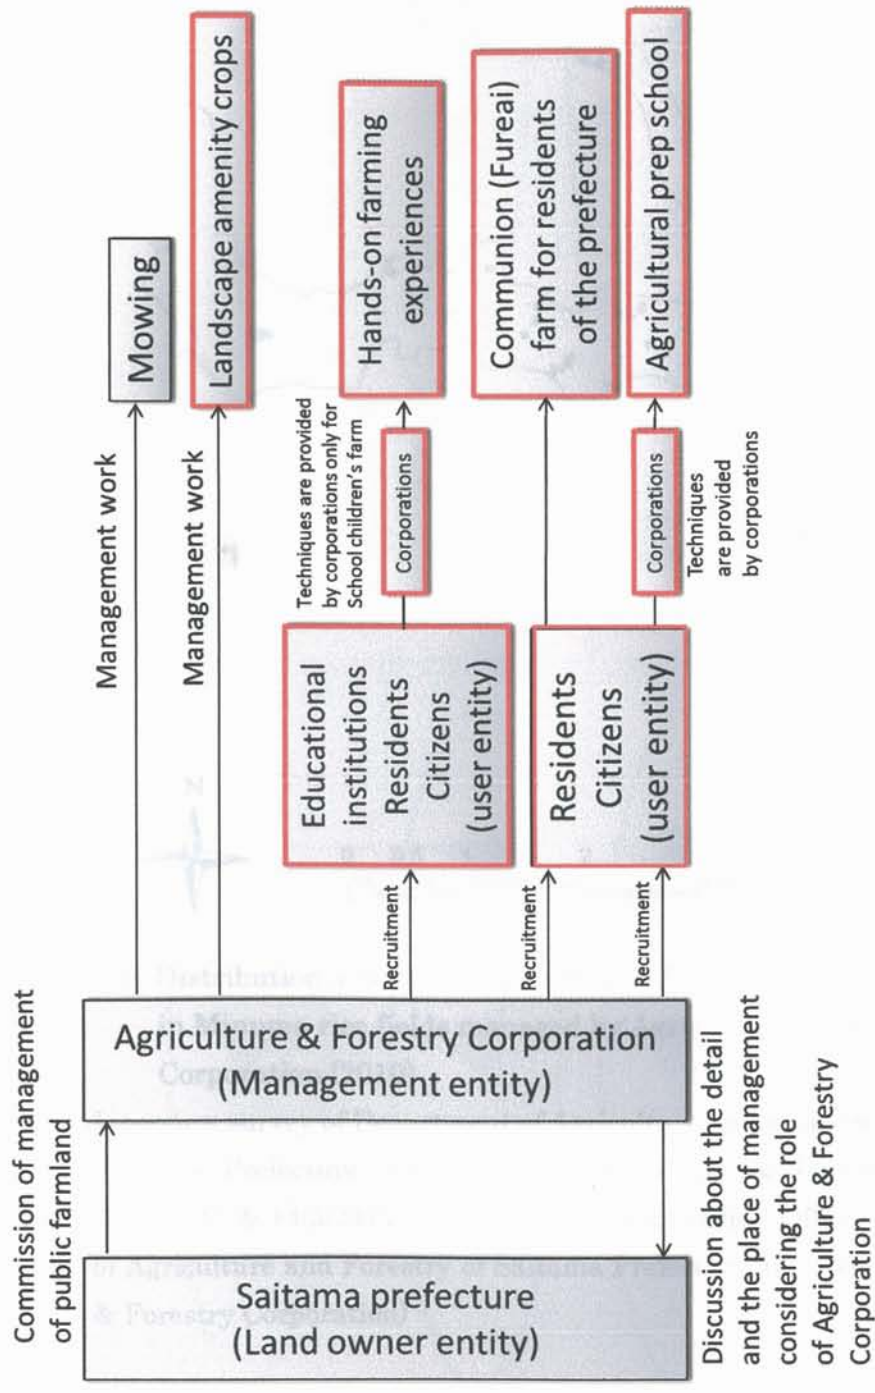 Commission of management
of public farmland
Saitama prefecture
(Land owner entity)
Discussion about the detail
and the place of management
considering the role
of Agriculture & Forestry
Corporation
Agriculture & Forestry Corporation
(Management entity)
Management work
Mowing
Management work
Landscape amenity crops
Recruitment
Educational
institutions
Residents
Citizens
(user entity)
Techniques are provided
by corporations only for
School children's farm
Corporations
Hands-on farming
experiences
Recruitment
Recruitment
Residents
Citizens
(user entity)
Communion (Fureai)
farm for residents
of the prefecture
Corporations
Techniques
are provided
by corporations
Agricultural prep school
N